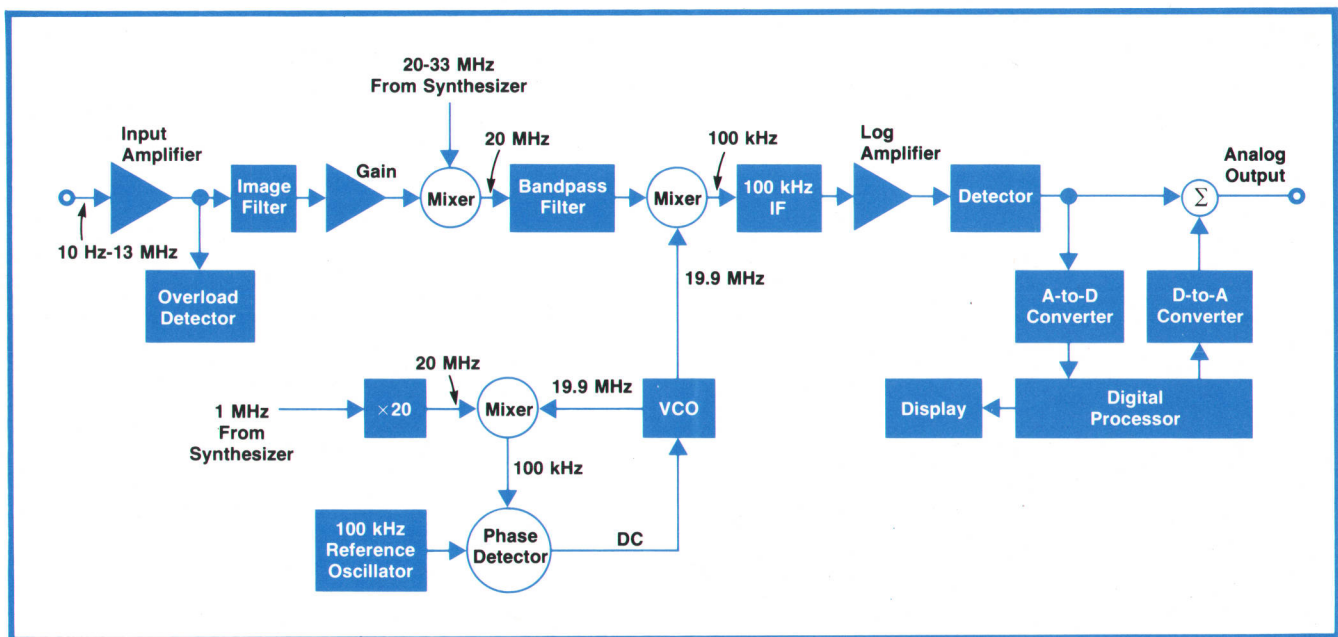 20-33 MHz
From Synthesizer
Input
Amplifier
20 MHz
100 kHz
Log
Amplifier
Analog
Output
Image
Filter
Gain
Mixer
Bandpass
Filter
Mixer
100 kHz
IF
Detector
Σ
10 Hz-13 MHz
Overload
Detector
19.9 MHz
A-to-D
Converter
D-to-A
Converter
20 MHz
1 MHz
From
Synthesizer
×20
Mixer
19.9 MHz
VCO
Display
Digital
Processor
100 kHz
100 kHz
Reference
Oscillator
Phase
Detector
DC